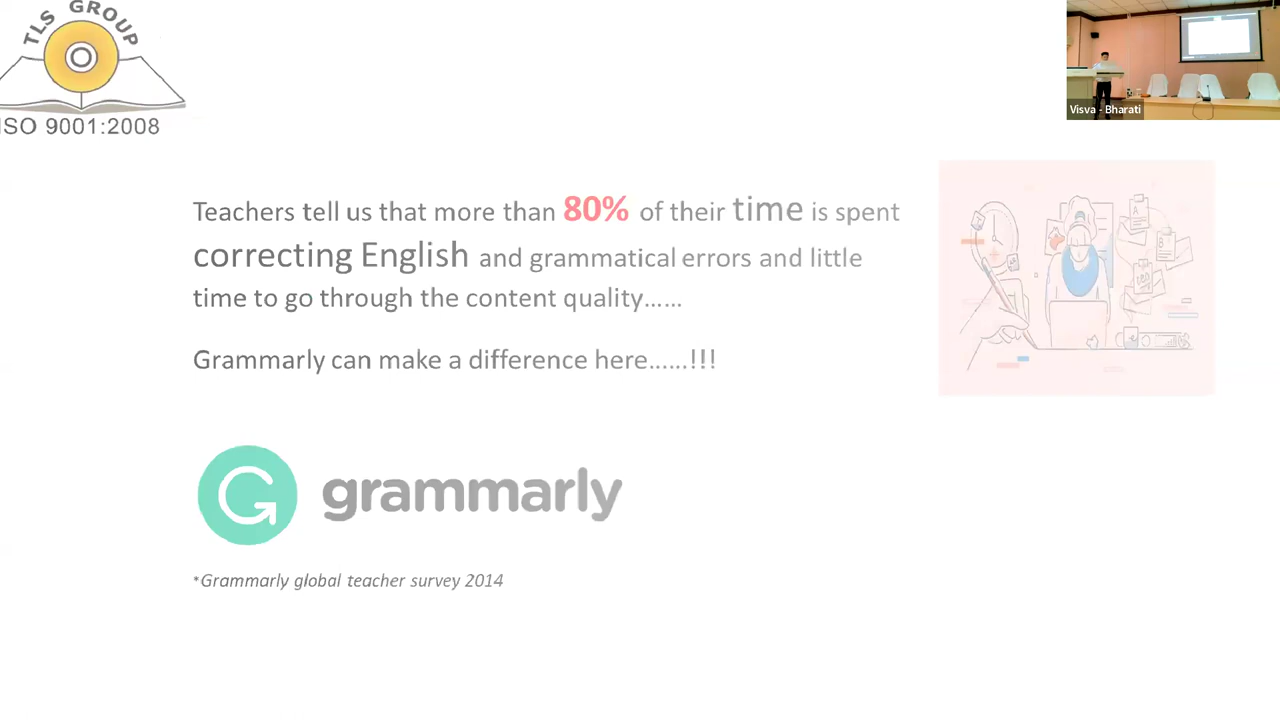 TLS GROUP
ISO 9001:2008
Visva - Bharati
Teachers tell us that more than 80% of their time is spent
correcting English and grammatical errors and little
time to go through the content quality......
Grammarly can make a difference here......!!!
grammarly
*Grammarly global teacher survey 2014